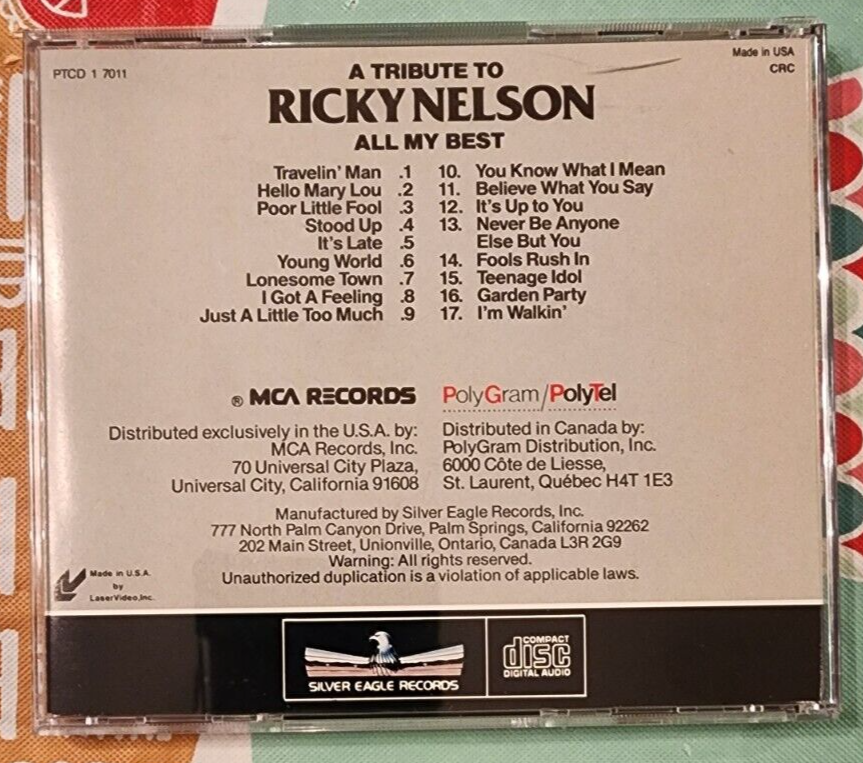 PTCD 1 7011
Made in USA
CRC
A TRIBUTE TO
RICKY NELSON
ALL MY BEST
Travelin' Man .1
Hello Mary Lou .2
Poor Little Fool .3
Stood Up .4
It's Late .5
Young World .6
Lonesome Town .7
I Got A Feeling .8
Just A Little Too Much .9
10. You Know What I Mean
11. Believe What You Say
12. It's Up to You
13. Never Be Anyone
Else But You
14. Fools Rush In
15. Teenage Idol
16. Garden Party
17. I'm Walkin'
® MCA RECORDS
Distributed exclusively in the U.S.A. by:
MCA Records, Inc.
70 Universal City Plaza,
Universal City, California 91608
PolyGram/PolyTel
Distributed in Canada by:
PolyGram Distribution, Inc.
6000 Côte de Liesse,
St. Laurent, Québec H4T 1E3
Manufactured by Silver Eagle Records, Inc.
777 North Palm Canyon Drive, Palm Springs, California 92262
202 Main Street, Unionville, Ontario, Canada L3R 2G9
Warning: All rights reserved.
Unauthorized duplication is a violation of applicable laws.
Made in U.S.A.
by
LaserVideo, Inc.
SILVER EAGLE RECORDS
COMPACT
disc
DIGITAL AUDIO